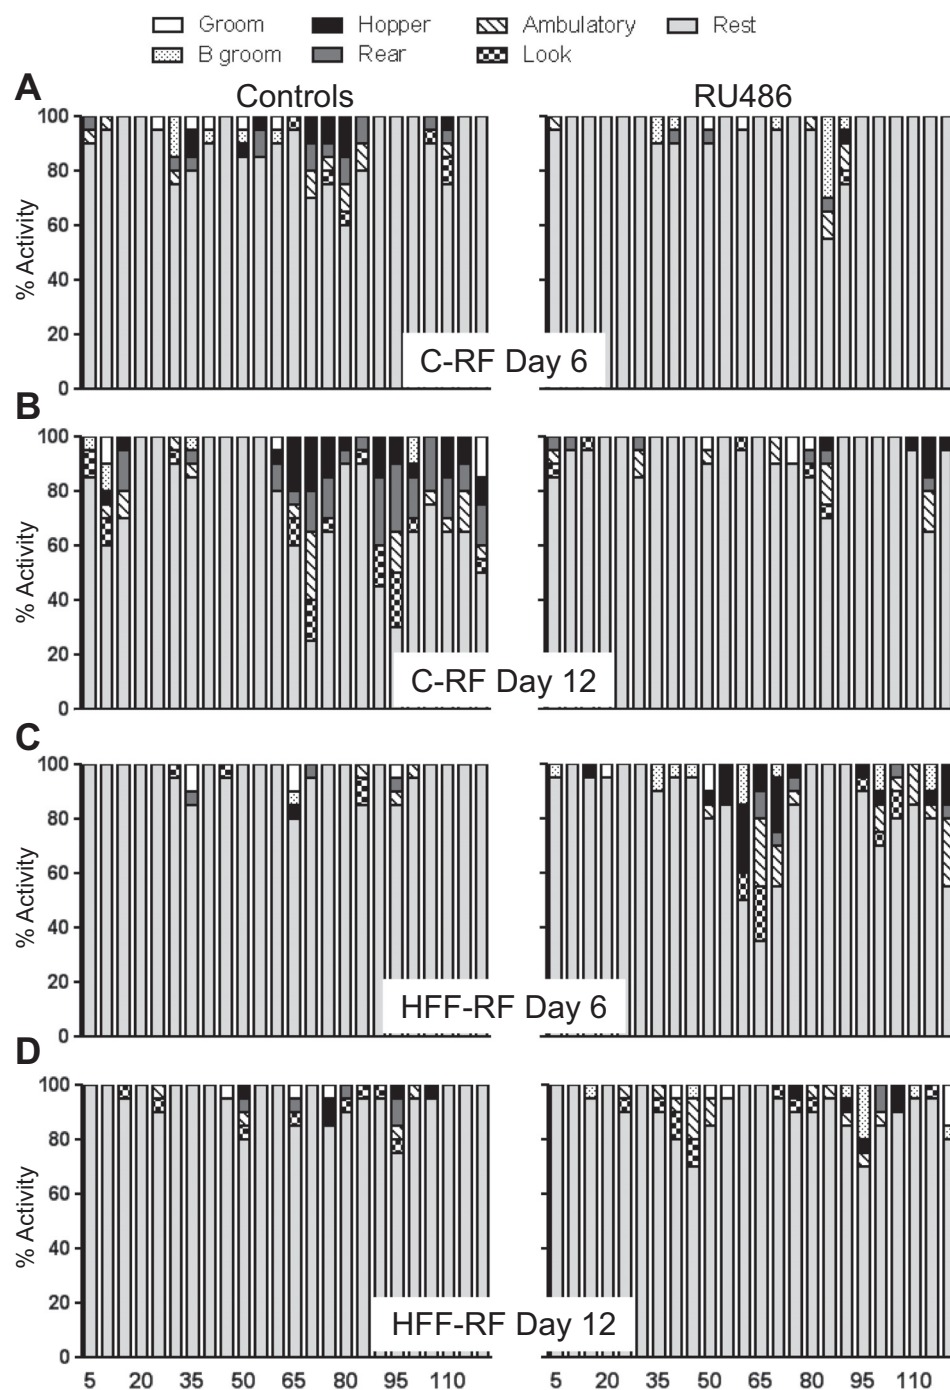 Groom Hopper Ambulatory Rest
B groom Rear Look
A Controls RU486
% Activity
100
80
60
40
20
0
C-RF Day 6
B
% Activity
100
80
60
40
20
0
C-RF Day 12
C
% Activity
100
80
60
40
20
0
HFF-RF Day 6
D
% Activity
100
80
60
40
20
0
HFF-RF Day 12
5 20 35 50 65 80 95 110 5 20 35 50 65 80 95 110